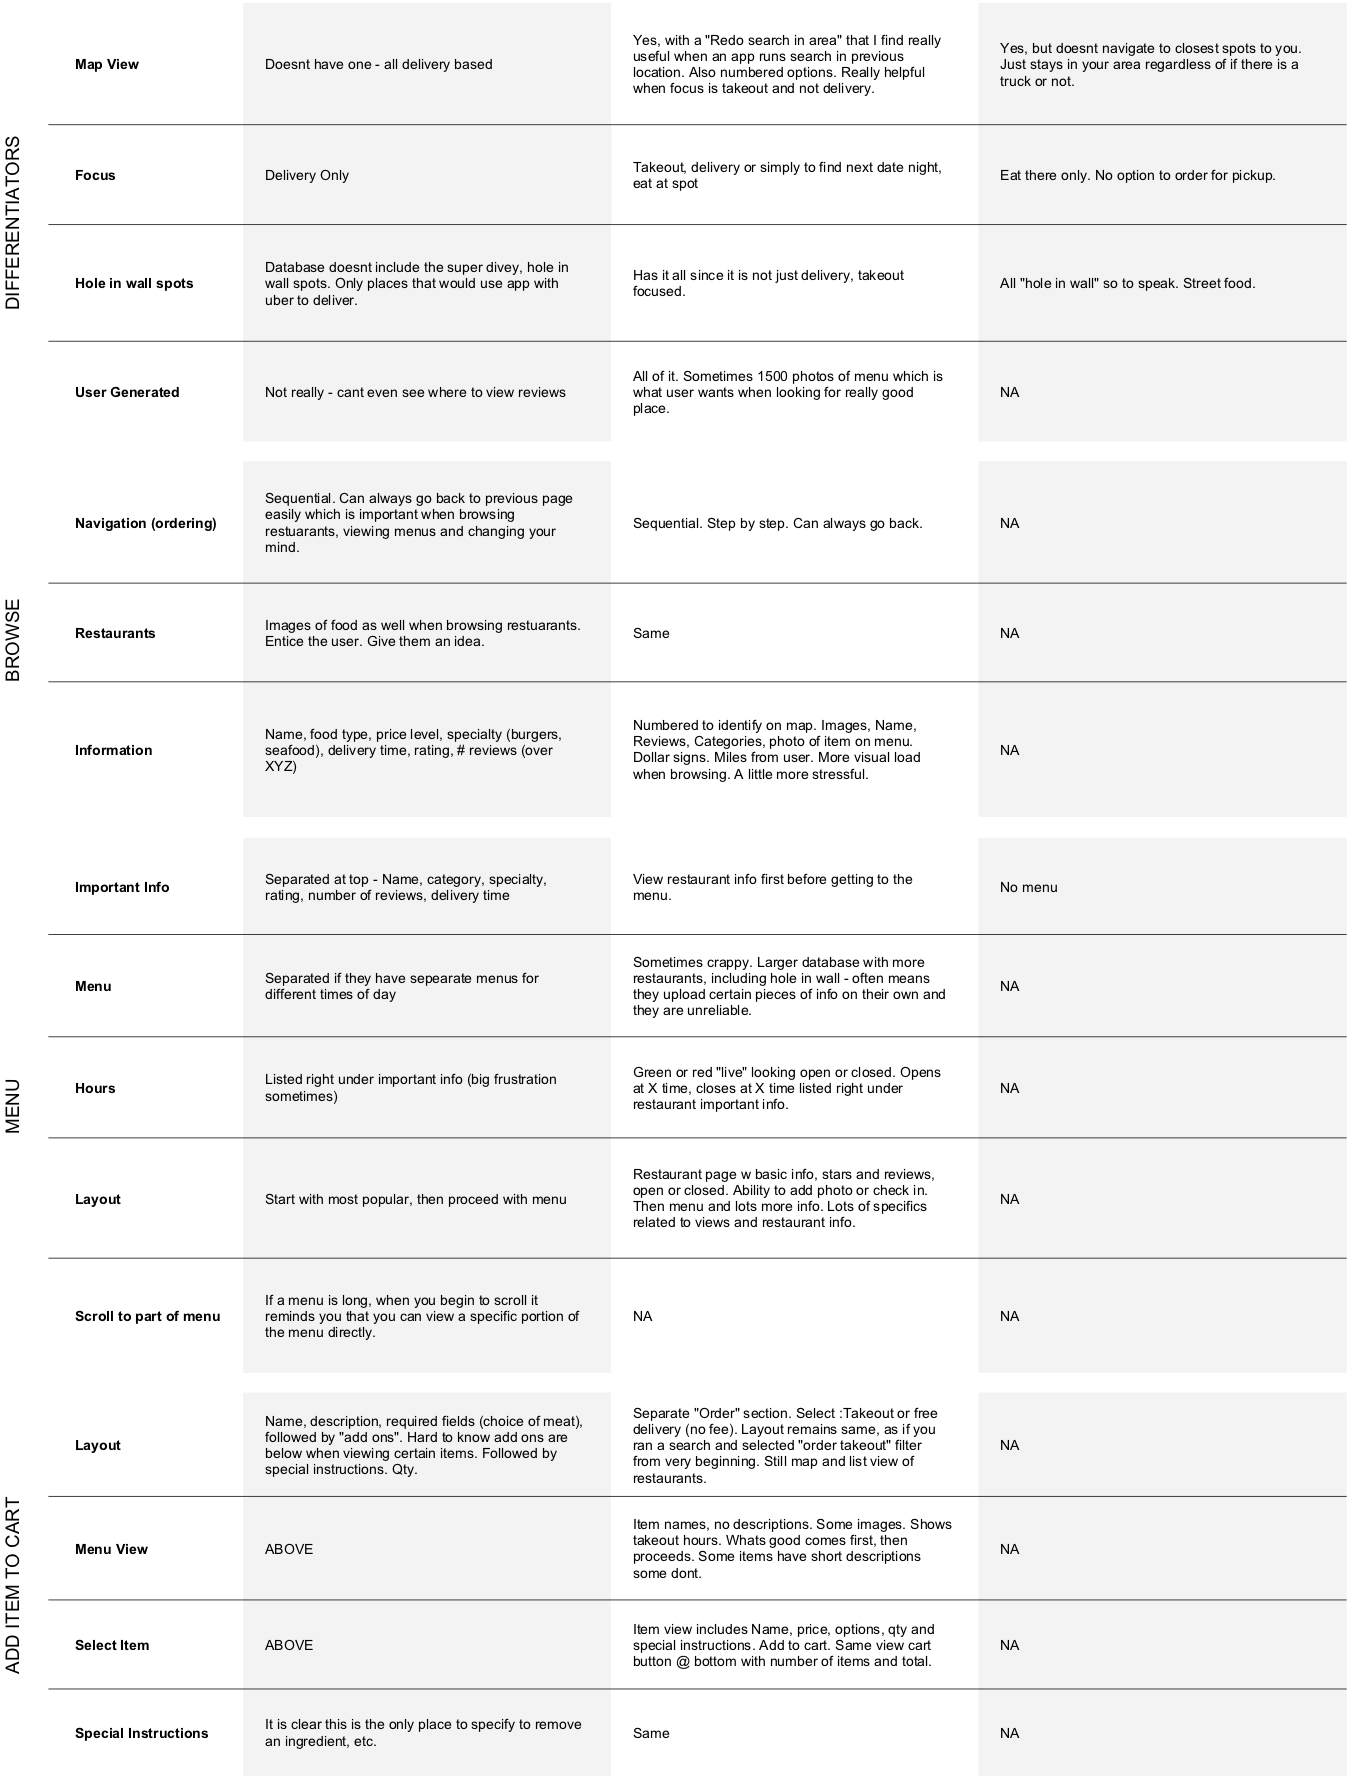 DIFFERENTIATORS
Map View
Doesnt have one - all delivery based
Yes, with a "Redo search in area" that I find really
useful when an app runs search in previous
location. Also numbered options. Really helpful
when focus is takeout and not delivery.
Yes, but doesnt navigate to closest spots to you.
Just stays in your area regardless of if there is a
truck or not.
Focus
Delivery Only
Takeout, delivery or simply to find next date night,
eat at spot
Eat there only. No option to order for pickup.
Hole in wall spots
Database doesnt include the super divey, hole in
wall spots. Only places that would use app with
uber to deliver.
Has it all since it is not just delivery, takeout
focused.
All "hole in wall" so to speak. Street food.
User Generated
Not really - cant even see where to view reviews
All of it. Sometimes 1500 photos of menu which is
what user wants when looking for really good
place.
NA
BROWSE
Navigation (ordering)
Sequential. Can always go back to previous page
easily which is important when browsing
restuarants, viewing menus and changing your
mind.
Sequential. Step by step. Can always go back.
NA
Restaurants
Images of food as well when browsing restuarants.
Entice the user. Give them an idea.
Same
NA
Information
Name, food type, price level, specialty (burgers,
seafood), delivery time, rating, # reviews (over
XYZ)
Numbered to identify on map. Images, Name,
Reviews, Categories, photo of item on menu.
Dollar signs. Miles from user. More visual load
when browsing. A little more stressful.
NA
MENU
Important Info
Separated at top - Name, category, specialty,
rating, number of reviews, delivery time
View restaurant info first before getting to the
menu.
No menu
Menu
Separated if they have sepearate menus for
different times of day
Sometimes crappy. Larger database with more
restaurants, including hole in wall - often means
they upload certain pieces of info on their own and
they are unreliable.
NA
Hours
Listed right under important info (big frustration
sometimes)
Green or red "live" looking open or closed. Opens
at X time, closes at X time listed right under
restaurant important info.
NA
Layout
Start with most popular, then proceed with menu
Restaurant page w basic info, stars and reviews,
open or closed. Ability to add photo or check in.
Then menu and lots more info. Lots of specifics
related to views and restaurant info.
NA
Scroll to part of menu
If a menu is long, when you begin to scroll it
reminds you that you can view a specific portion of
the menu directly.
NA
NA
ADD ITEM TO CART
Layout
Name, description, required fields (choice of meat),
followed by "add ons". Hard to know add ons are
below when viewing certain items. Followed by
special instructions. Qty.
Separate "Order" section. Select :Takeout or free
delivery (no fee). Layout remains same, as if you
ran a search and selected "order takeout" filter
from very beginning. Still map and list view of
restaurants.
NA
Menu View
ABOVE
Item names, no descriptions. Some images. Shows
takeout hours. Whats good comes first, then
proceeds. Some items have short descriptions
some dont.
NA
Select Item
ABOVE
Item view includes Name, price, options, qty and
special instructions. Add to cart. Same view cart
button @ bottom with number of items and total.
NA
Special Instructions
It is clear this is the only place to specify to remove
an ingredient, etc.
Same
NA